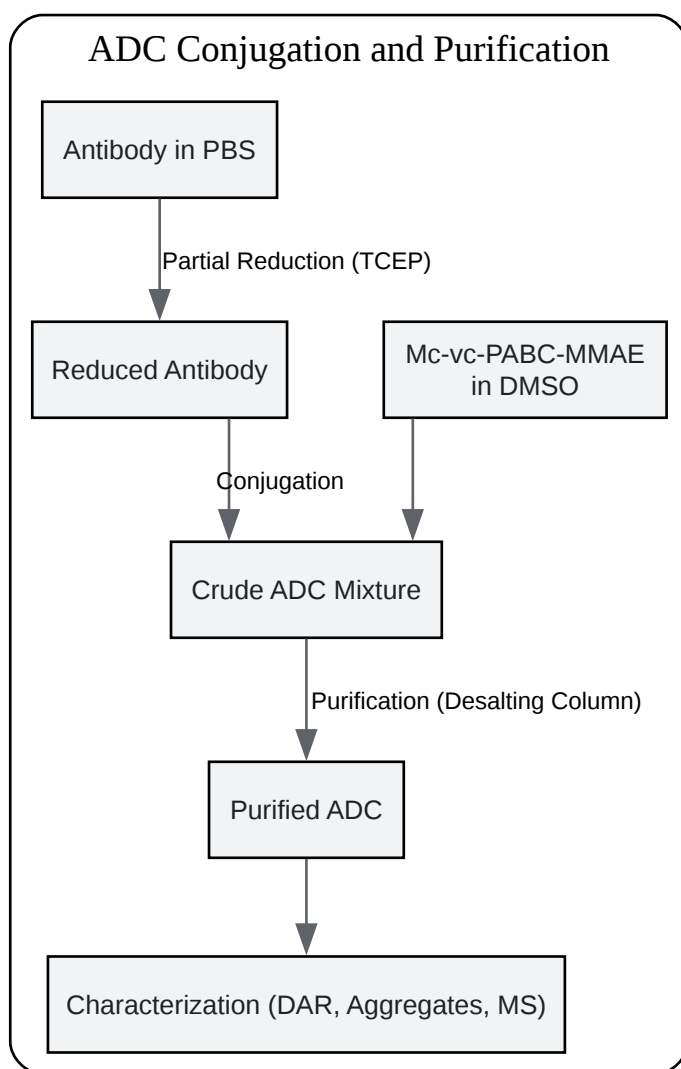 ADC Conjugation and Purification
Antibody in PBS
Partial Reduction (TCEP)
Reduced Antibody
Mc-vc-PABC-MMAE
in DMSO
Conjugation
Crude ADC Mixture
Purification (Desalting Column)
Purified ADC
Characterization (DAR, Aggregates, MS)